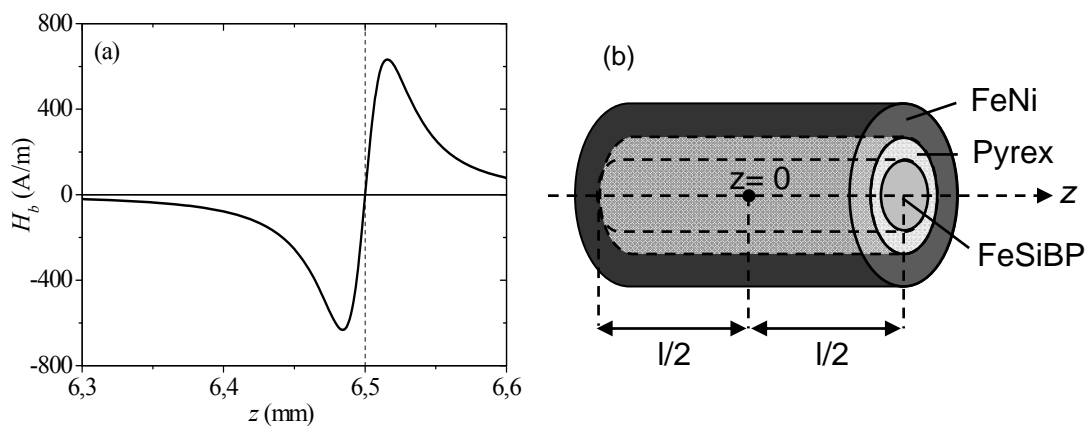 (a)
H_b (A/m)
800
400
0
-400
-800
6,3
6,4
6,5
6,6
z (mm)
(b)
FeNi
Pyrex
z= 0
z
FeSiBP
l/2
l/2